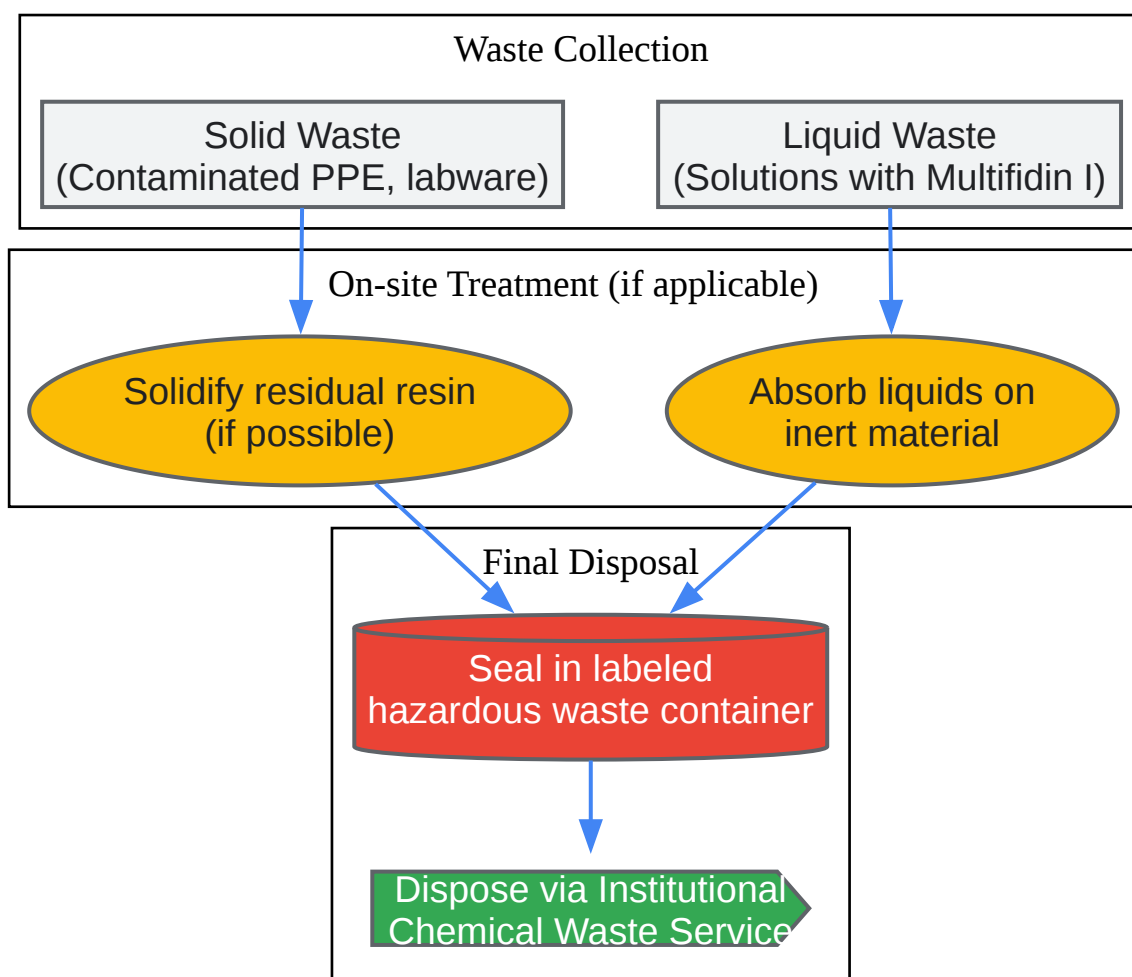 Waste Collection
Solid Waste
(Contaminated PPE, labware)
Liquid Waste
(Solutions with Multifidin I)
On-site Treatment (if applicable)
Solidify residual resin
(if possible)
Absorb liquids on
inert material
Final Disposal
Seal in labeled
hazardous waste container
Dispose via Institutional
Chemical Waste Service